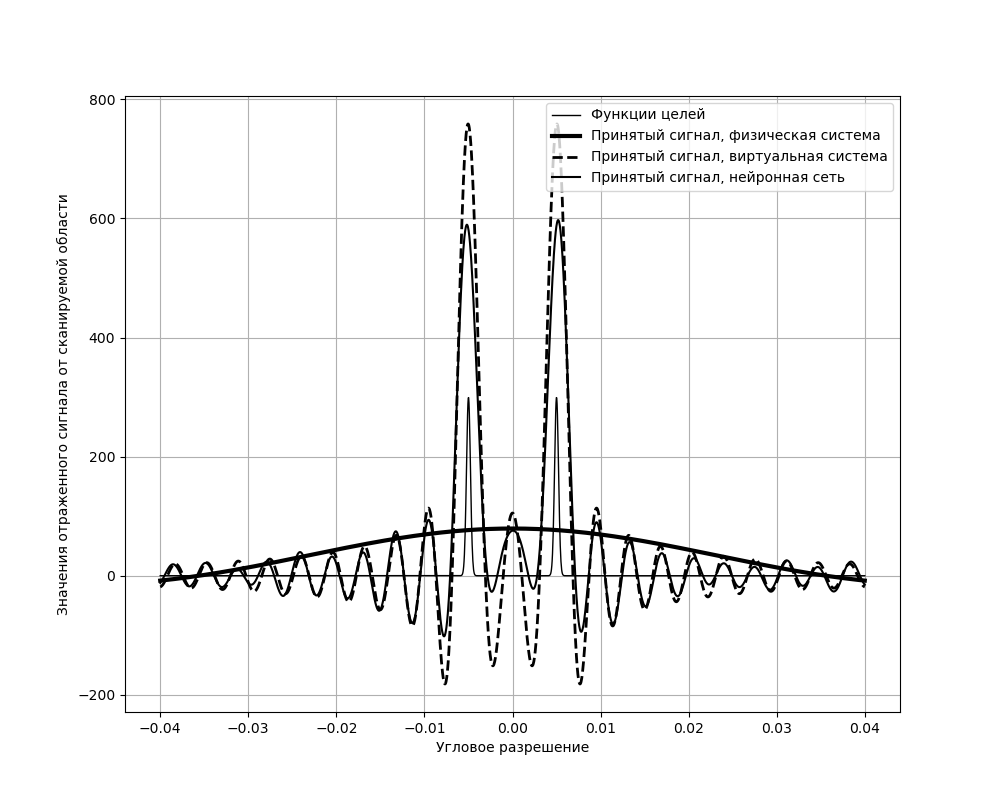 800
600
400
200
0
−200
Значения отраженного сигнала от сканируемой области
Функции целей
Принятый сигнал, физическая система
Принятый сигнал, виртуальная система
Принятый сигнал, нейронная сеть
−0.04 −0.03 −0.02 −0.01 0.00 0.01 0.02 0.03 0.04
Угловое разрешение